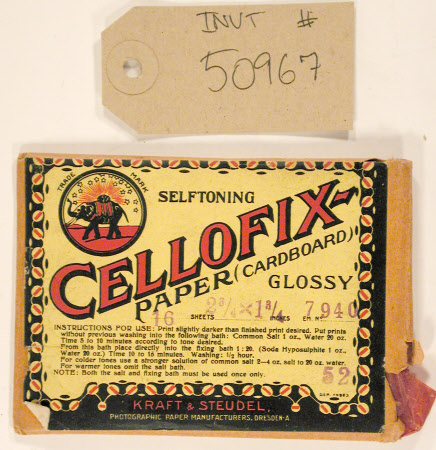 INVT #
50967
TRADE MARK
SELFTONING
CELLOFIX-
PAPER (CARDBOARD)
GLOSSY
16 SHEETS 2¾ × 1¾ INCHES EM. Nº 7940
INSTRUCTIONS FOR USE: Print slightly darker than finished print desired. Put prints
without previous washing into the following bath: Common Salt 1 oz., Water 20 oz.
Time 5 to 10 minutes according to tone desired.
From this bath place directly into the fixing bath 1:20. (Soda Hyposulphite 1 oz.,
Water 20 oz.) Time 10 to 15 minutes. Washing: 1½ hour.
For colder tones use a stronger solution of common salt 2—4 oz. salt to 20 oz. water.
For warmer tones omit the salt bath.
NOTE: Both the salt and fixing bath must be used once only.
52
KRAFT & STEUDEL,
PHOTOGRAPHIC PAPER MANUFACTURERS, DRESDEN-A